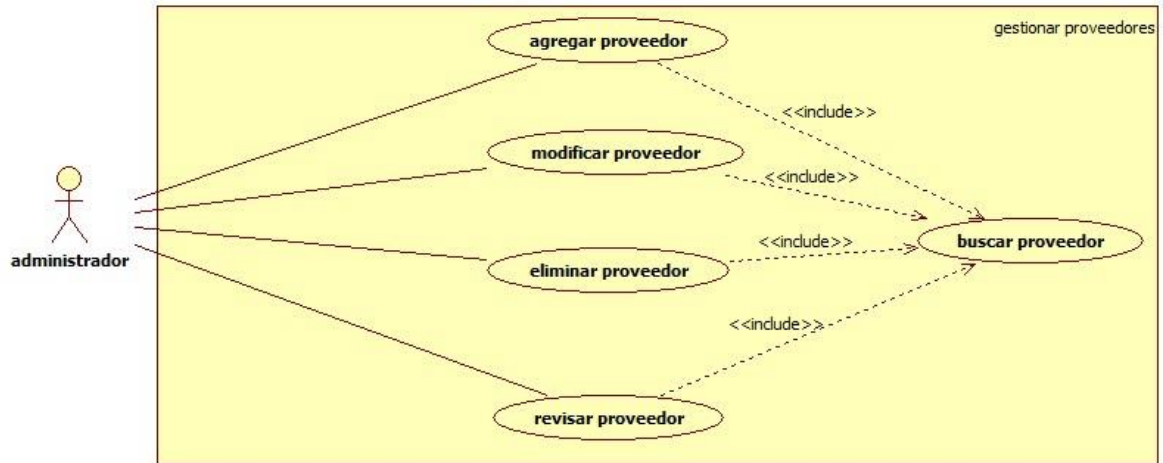 gestionar proveedores
agregar proveedor
<<include>>
modificar proveedor
<<include>>
buscar proveedor
<<include>>
administrador
eliminar proveedor
<<include>>
revisar proveedor